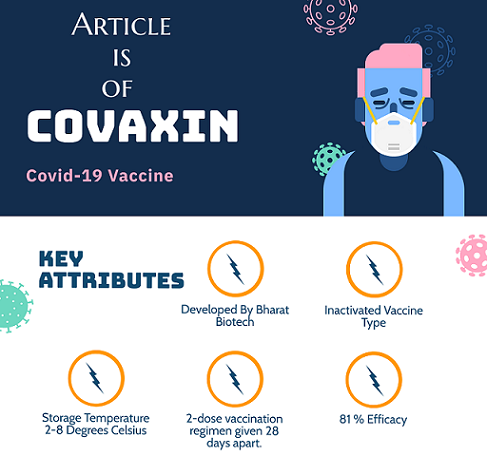 Article
is
of
COVAXIN
Covid-19 Vaccine
KEY
ATTRIBUTES
Developed By Bharat
Biotech
Inactivated Vaccine
Type
Storage Temperature
2-8 Degrees Celsius
2-dose vaccination
regimen given 28
days apart.
81 % Efficacy